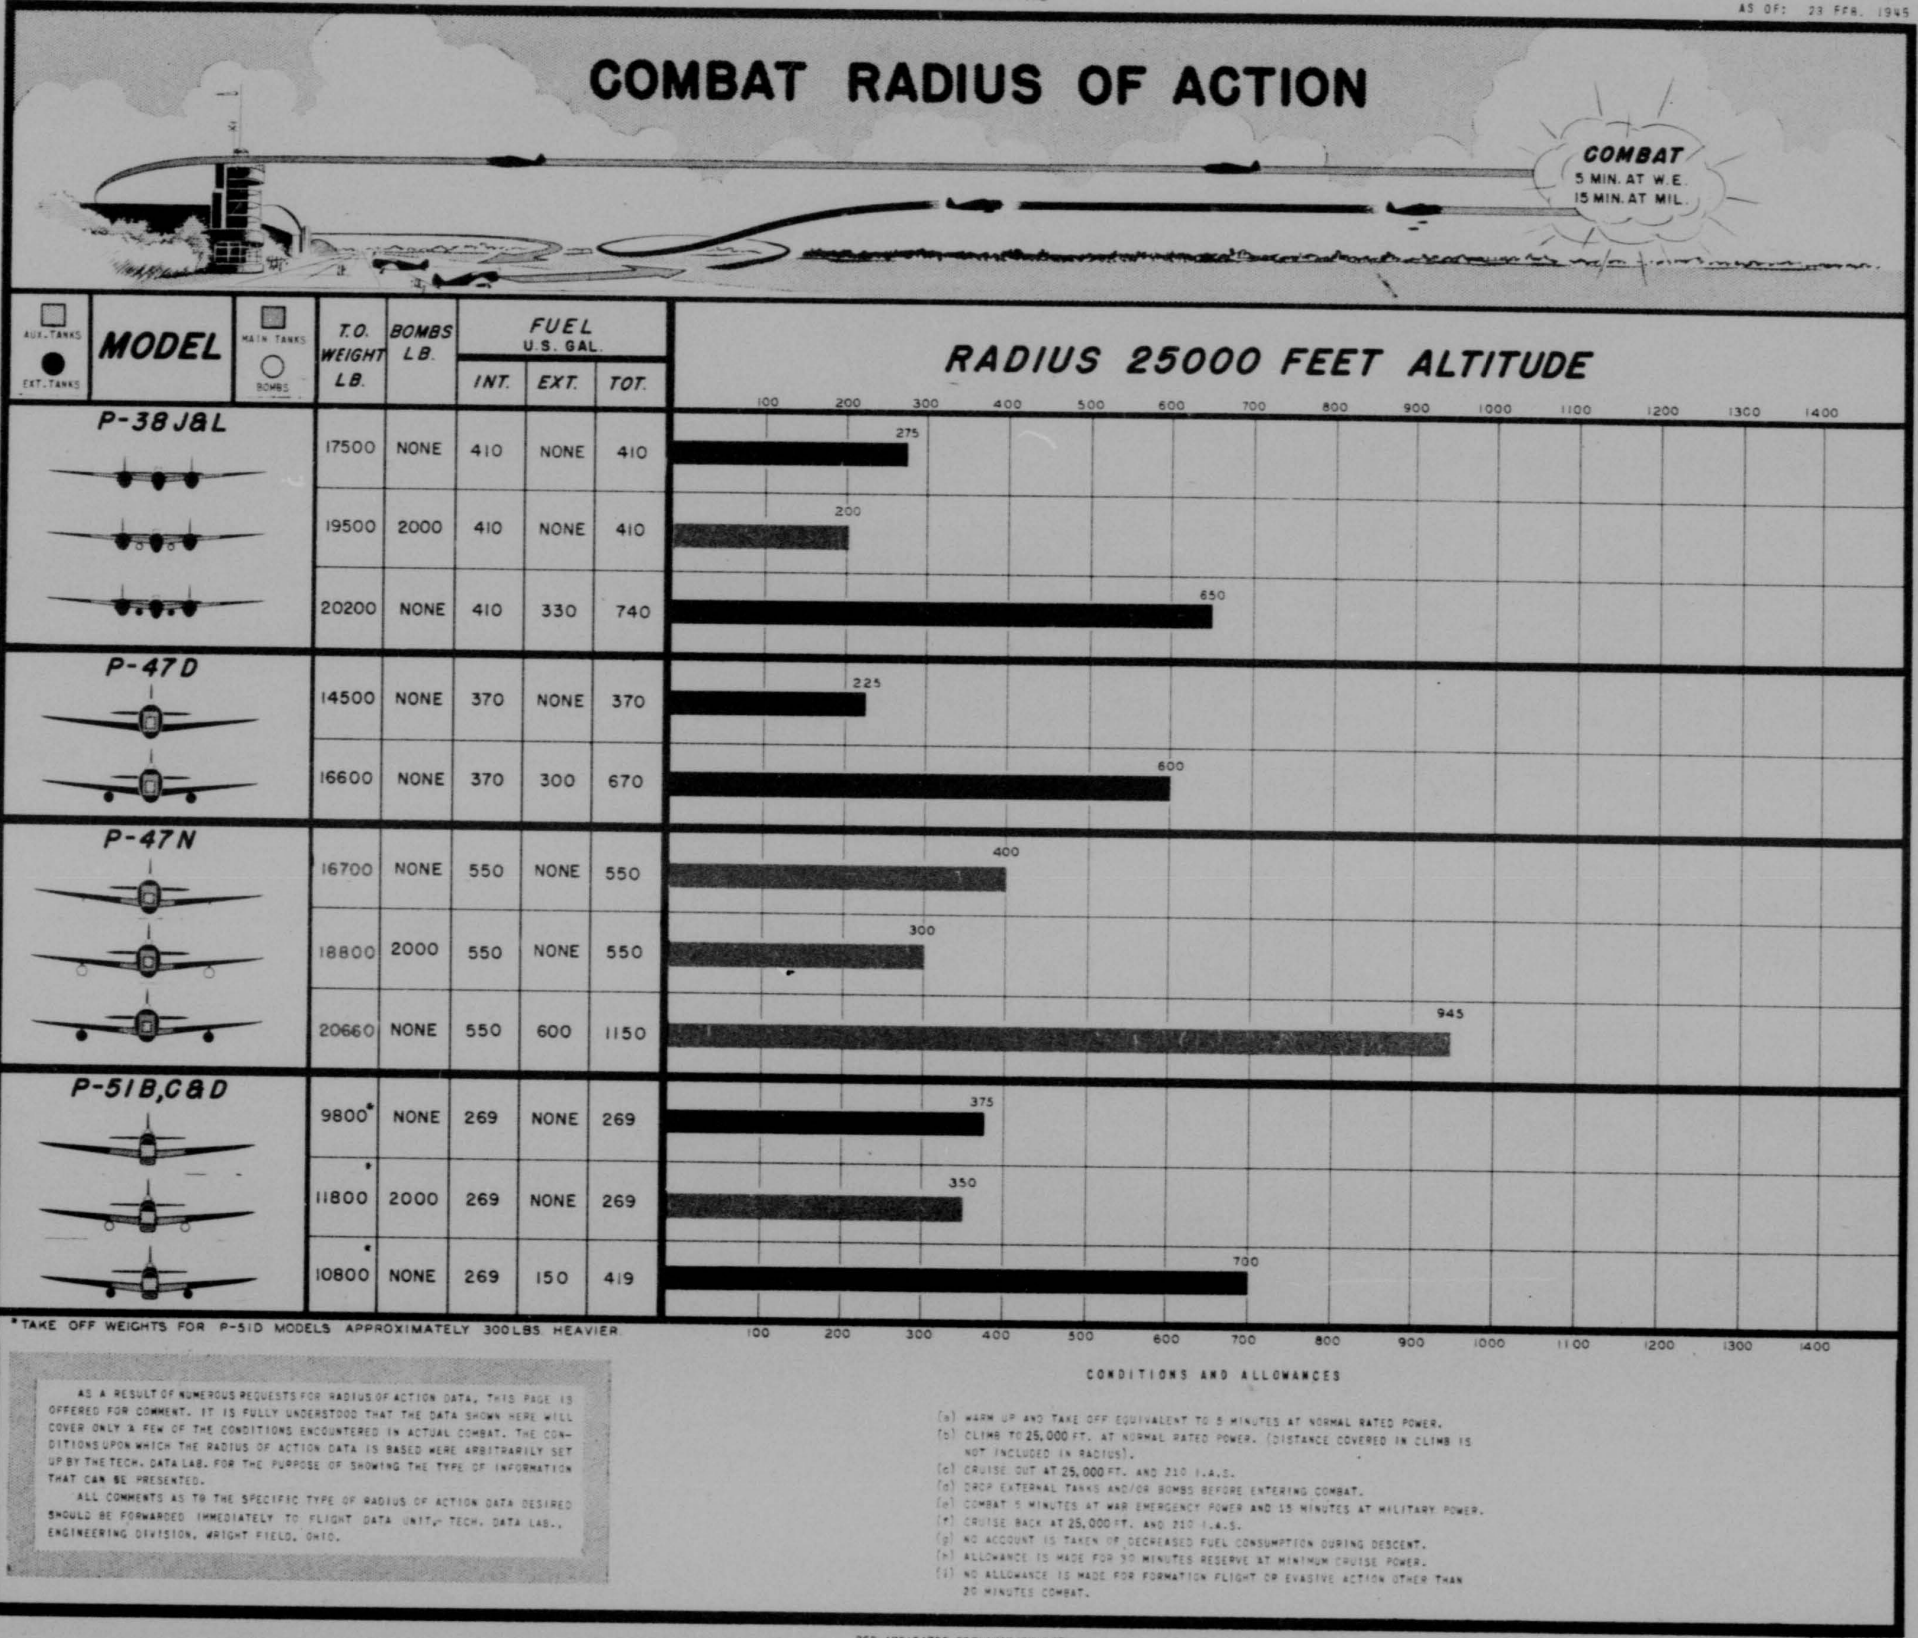 AS OF: 23 FEB. 1945
COMBAT RADIUS OF ACTION
COMBAT
5 MIN. AT W.E.
15 MIN. AT MIL.
AUX. TANKS
EXT. TANKS
MODEL
MAIN TANKS
BOMBS
T.O. WEIGHT LB.
BOMBS LB.
FUEL
U.S. GAL.
INT. EXT. TOT.
RADIUS 25000 FEET ALTITUDE
100 200 300 400 500 600 700 800 900 1000 1100 1200 1300 1400
P-38J&L
17500 NONE 410 NONE 410 275
19500 2000 410 NONE 410 200
20200 NONE 410 330 740 650
P-47D
14500 NONE 370 NONE 370 225
16600 NONE 370 300 670 600
P-47N
16700 NONE 550 NONE 550 400
18800 2000 550 NONE 550 300
20660 NONE 550 600 1150 945
P-51B,C&D
9800* NONE 269 NONE 269 375
11800* 2000 269 NONE 269 350
10800* NONE 269 150 419 700
100 200 300 400 500 600 700 800 900 1000 1100 1200 1300 1400
*TAKE OFF WEIGHTS FOR P-51D MODELS APPROXIMATELY 300LBS. HEAVIER.
AS A RESULT OF NUMEROUS REQUESTS FOR RADIUS OF ACTION DATA, THIS PAGE IS
OFFERED FOR COMMENT. IT IS FULLY UNDERSTOOD THAT THE DATA SHOWN HERE WILL
COVER ONLY A FEW OF THE CONDITIONS ENCOUNTERED IN ACTUAL COMBAT. THE CON-
DITIONS UPON WHICH THE RADIUS OF ACTION DATA IS BASED WERE ARBITRARILY SET
UP BY THE TECH. DATA LAB. FOR THE PURPOSE OF SHOWING THE TYPE OF INFORMATION
THAT CAN BE PRESENTED.
ALL COMMENTS AS TO THE SPECIFIC TYPE OF RADIUS OF ACTION DATA DESIRED
SHOULD BE FORWARDED IMMEDIATELY TO FLIGHT DATA UNIT, TECH. DATA LAB.,
ENGINEERING DIVISION, WRIGHT FIELD, OHIO.
CONDITIONS AND ALLOWANCES
(a) WARM UP AND TAKE OFF EQUIVALENT TO 5 MINUTES AT NORMAL RATED POWER.
(b) CLIMB TO 25,000 FT. AT NORMAL RATED POWER. (DISTANCE COVERED IN CLIMB IS
NOT INCLUDED IN RADIUS).
(c) CRUISE OUT AT 25,000 FT. AND 210 I.A.S.
(d) DROP EXTERNAL TANKS AND/OR BOMBS BEFORE ENTERING COMBAT.
(e) COMBAT 5 MINUTES AT WAR EMERGENCY POWER AND 15 MINUTES AT MILITARY POWER.
(f) CRUISE BACK AT 25,000 FT. AND 210 I.A.S.
(g) NO ACCOUNT IS TAKEN OF DECREASED FUEL CONSUMPTION DURING DESCENT.
(h) ALLOWANCE IS MADE FOR 30 MINUTES RESERVE AT MINIMUM CRUISE POWER.
(i) NO ALLOWANCE IS MADE FOR FORMATION FLIGHT OR EVASIVE ACTION OTHER THAN
20 MINUTES COMBAT.